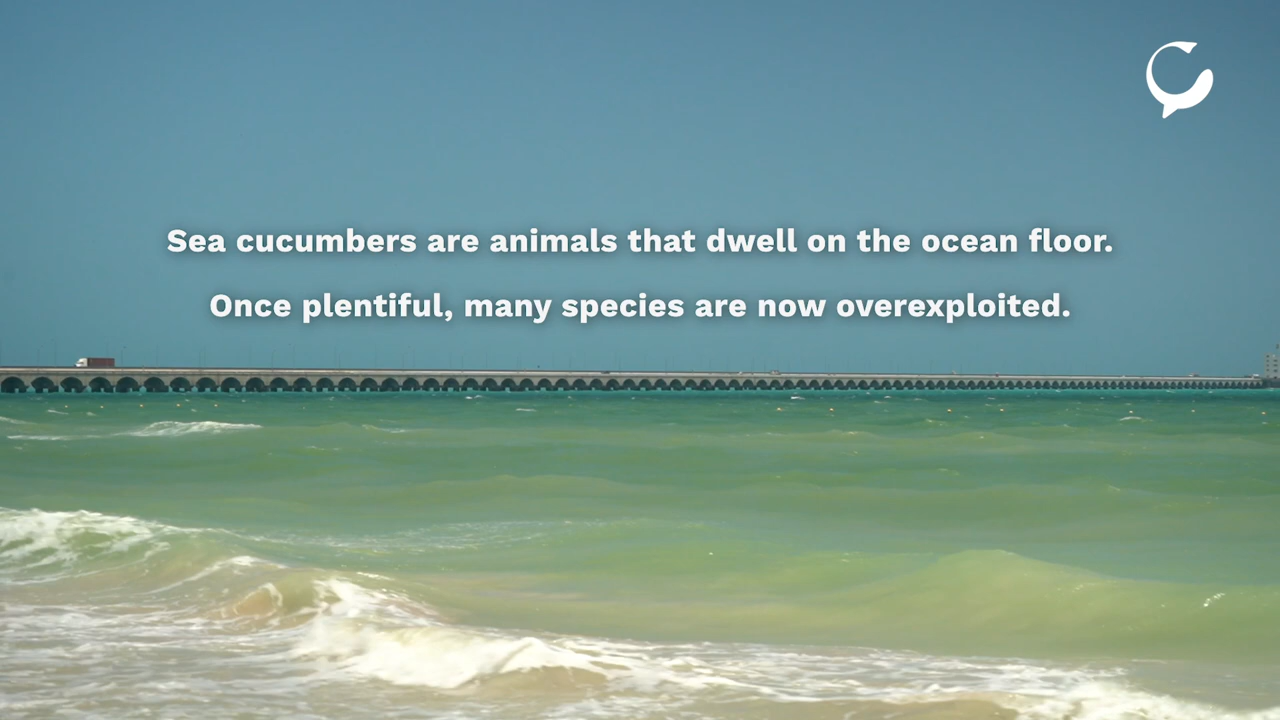 Sea cucumbers are animals that dwell on the ocean floor.
Once plentiful, many species are now overexploited.